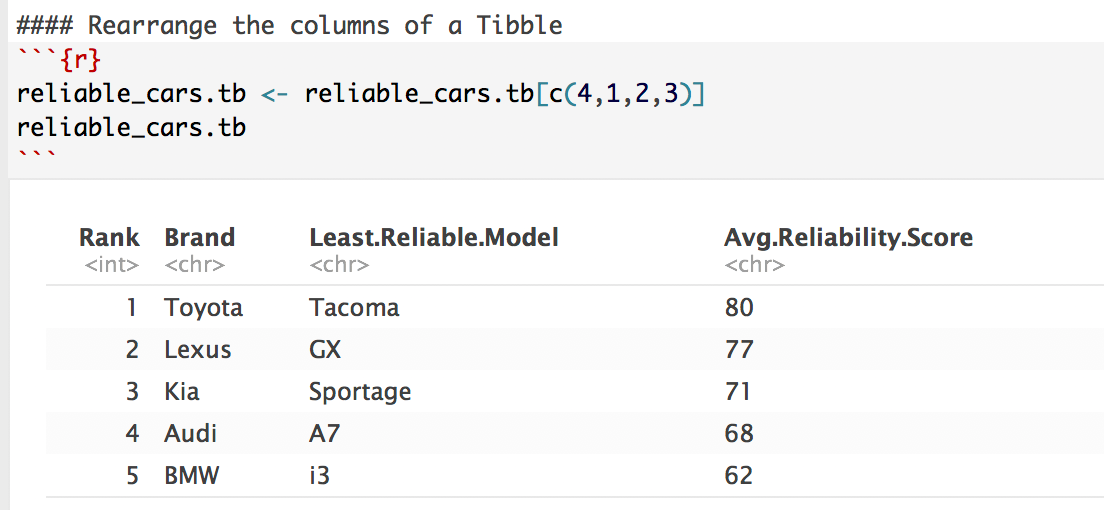 #### Rearrange the columns of a Tibble
```{r}
reliable_cars.tb <- reliable_cars.tb[c(4,1,2,3)]
reliable_cars.tb
```
Rank Brand Least.Reliable.Model Avg.Reliability.Score
<int> <chr> <chr> <chr>
1 Toyota Tacoma 80
2 Lexus GX 77
3 Kia Sportage 71
4 Audi A7 68
5 BMW i3 62